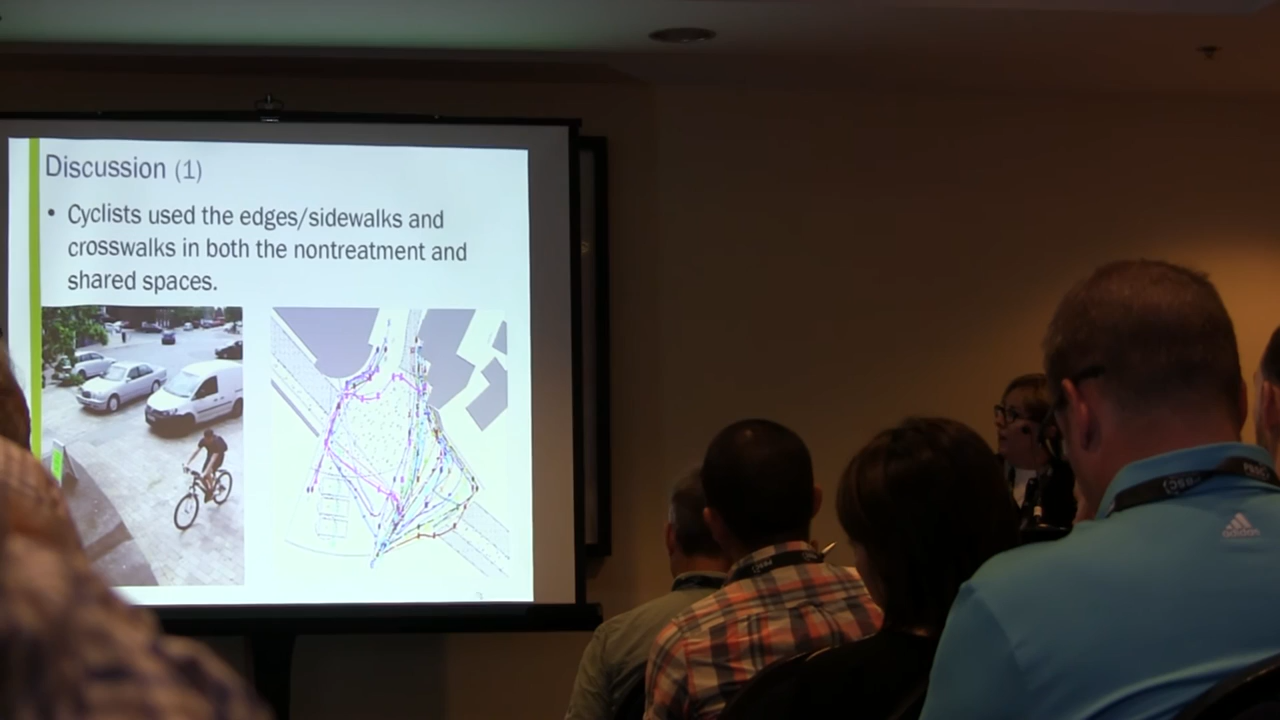 Discussion (1)
• Cyclists used the edges/sidewalks and
crosswalks in both the nontreatment and
shared spaces.
adidas